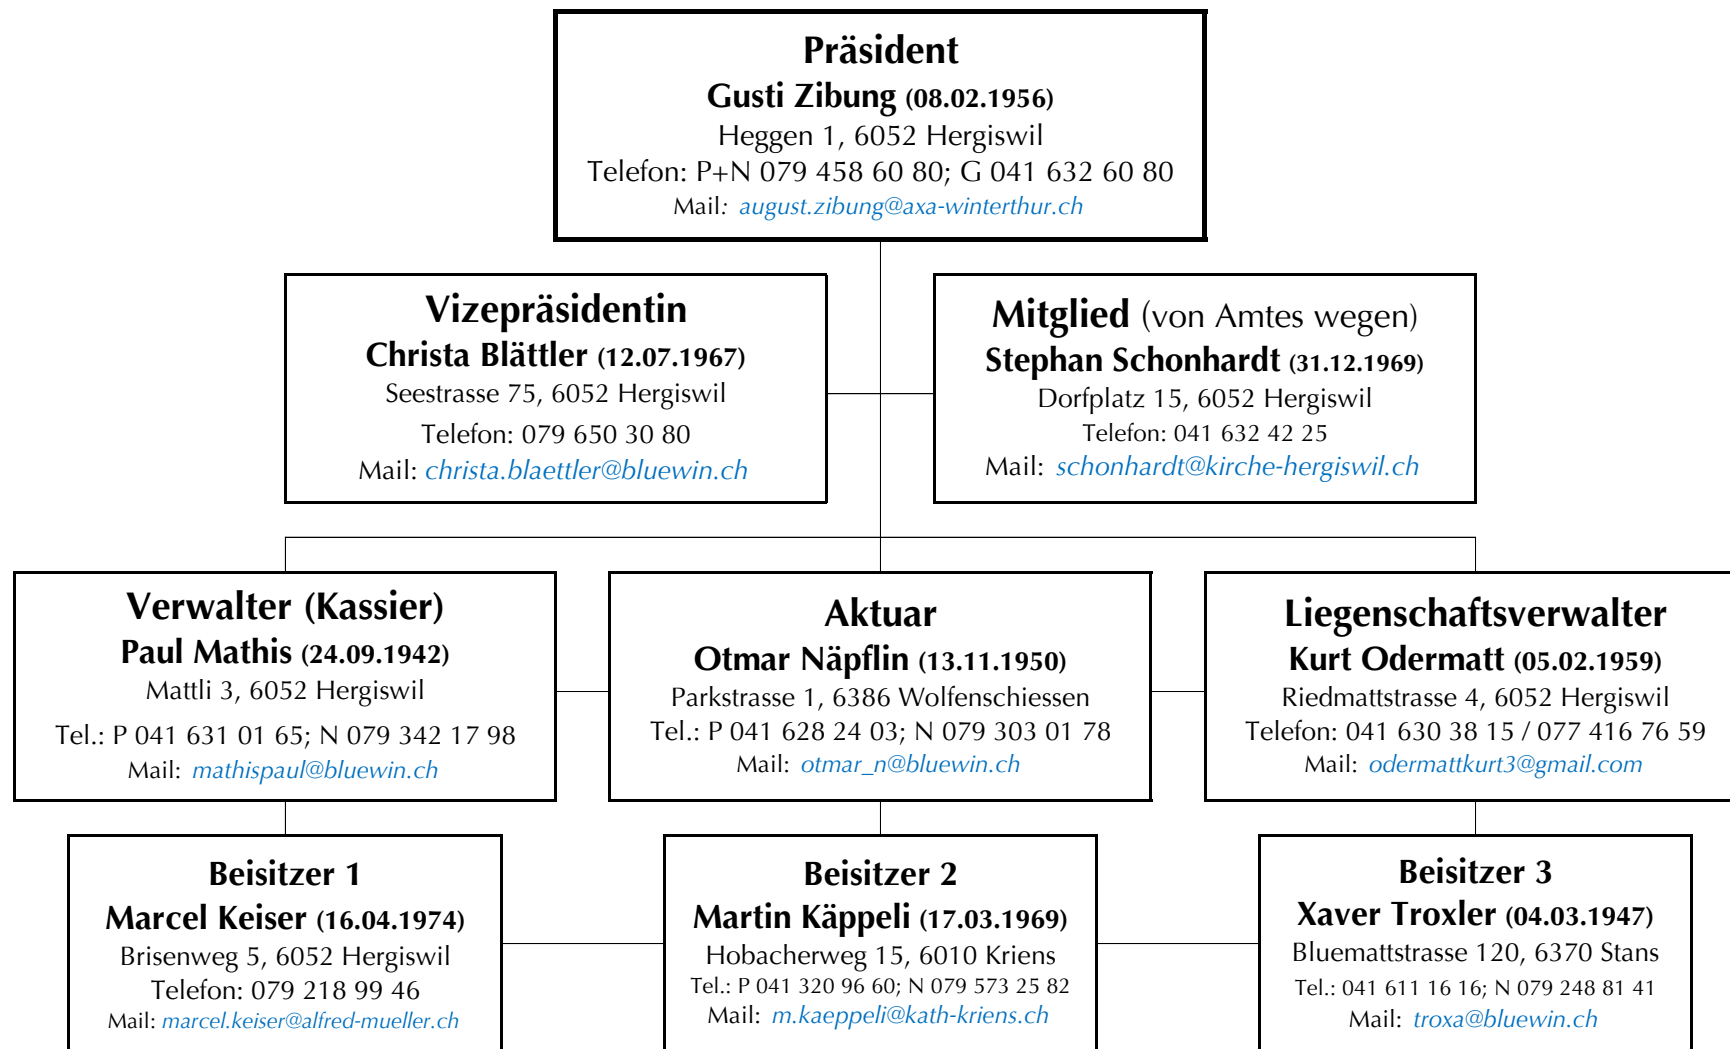 Präsident
Gusti Zibung (08.02.1956)
Heggen 1, 6052 Hergiswil
Telefon: P+N 079 458 60 80; G 041 632 60 80
Mail: august.zibung@axa-winterthur.ch
Vizepräsidentin
Christa Blättler (12.07.1967)
Seestrasse 75, 6052 Hergiswil
Telefon: 079 650 30 80
Mail: christa.blaettler@bluewin.ch
Mitglied (von Amtes wegen)
Stephan Schonhardt (31.12.1969)
Dorfplatz 15, 6052 Hergiswil
Telefon: 041 632 42 25
Mail: schonhardt@kirche-hergiswil.ch
Verwalter (Kassier)
Paul Mathis (24.09.1942)
Mattli 3, 6052 Hergiswil
Tel.: P 041 631 01 65; N 079 342 17 98
Mail: mathispaul@bluewin.ch
Aktuar
Otmar Näpflin (13.11.1950)
Parkstrasse 1, 6386 Wolfenschiessen
Tel.: P 041 628 24 03; N 079 303 01 78
Mail: otmar_n@bluewin.ch
Liegenschaftsverwalter
Kurt Odermatt (05.02.1959)
Riedmattstrasse 4, 6052 Hergiswil
Telefon: 041 630 38 15 / 077 416 76 59
Mail: odermattkurt3@gmail.com
Beisitzer 1
Marcel Keiser (16.04.1974)
Brisenweg 5, 6052 Hergiswil
Telefon: 079 218 99 46
Mail: marcel.keiser@alfred-mueller.ch
Beisitzer 2
Martin Käppeli (17.03.1969)
Hobacherweg 15, 6010 Kriens
Tel.: P 041 320 96 60; N 079 573 25 82
Mail: m.kaeppeli@kath-kriens.ch
Beisitzer 3
Xaver Troxler (04.03.1947)
Bluemattstrasse 120, 6370 Stans
Tel.: 041 611 16 16; N 079 248 81 41
Mail: troxa@bluewin.ch